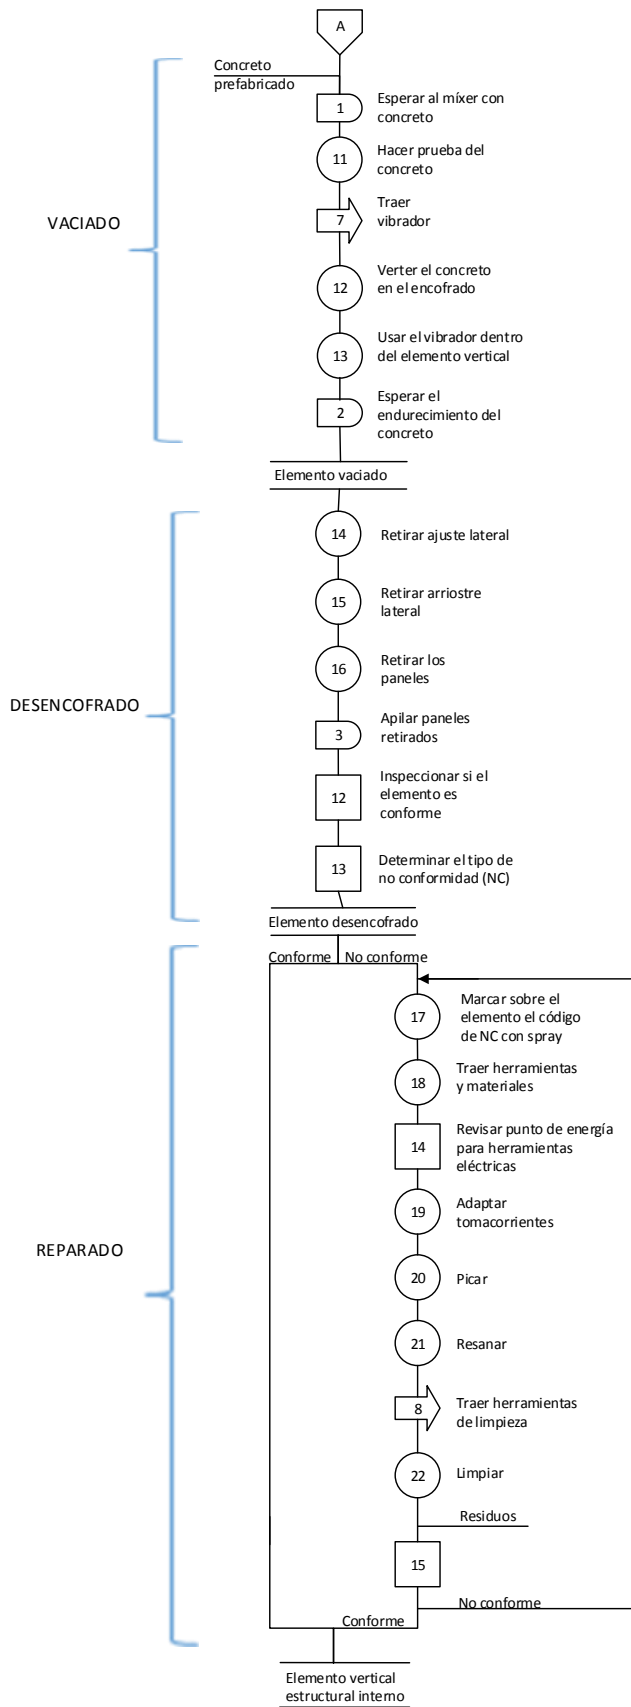 A
Concreto
prefabricado
1
Esperar al míxer con
concreto
11
Hacer prueba del
concreto
VACIADO
7
Traer
vibrador
12
Verter el concreto
en el encofrado
13
Usar el vibrador dentro
del elemento vertical
2
Esperar el
endurecimiento del
concreto
Elemento vaciado
14
Retirar ajuste lateral
15
Retirar arriostre
lateral
16
Retirar los
paneles
DESENCOFRADO
3
Apilar paneles
retirados
12
Inspeccionar si el
elemento es
conforme
13
Determinar el tipo de
no conformidad (NC)
Elemento desencofrado
Conforme
No conforme
17
Marcar sobre el
elemento el código
de NC con spray
18
Traer herramientas
y materiales
14
Revisar punto de energía
para herramientas
eléctricas
19
Adaptar
tomacorrientes
REPARADO
20
Picar
21
Resanar
8
Traer herramientas
de limpieza
22
Limpiar
Residuos
15
No conforme
Conforme
Elemento vertical
estructural interno